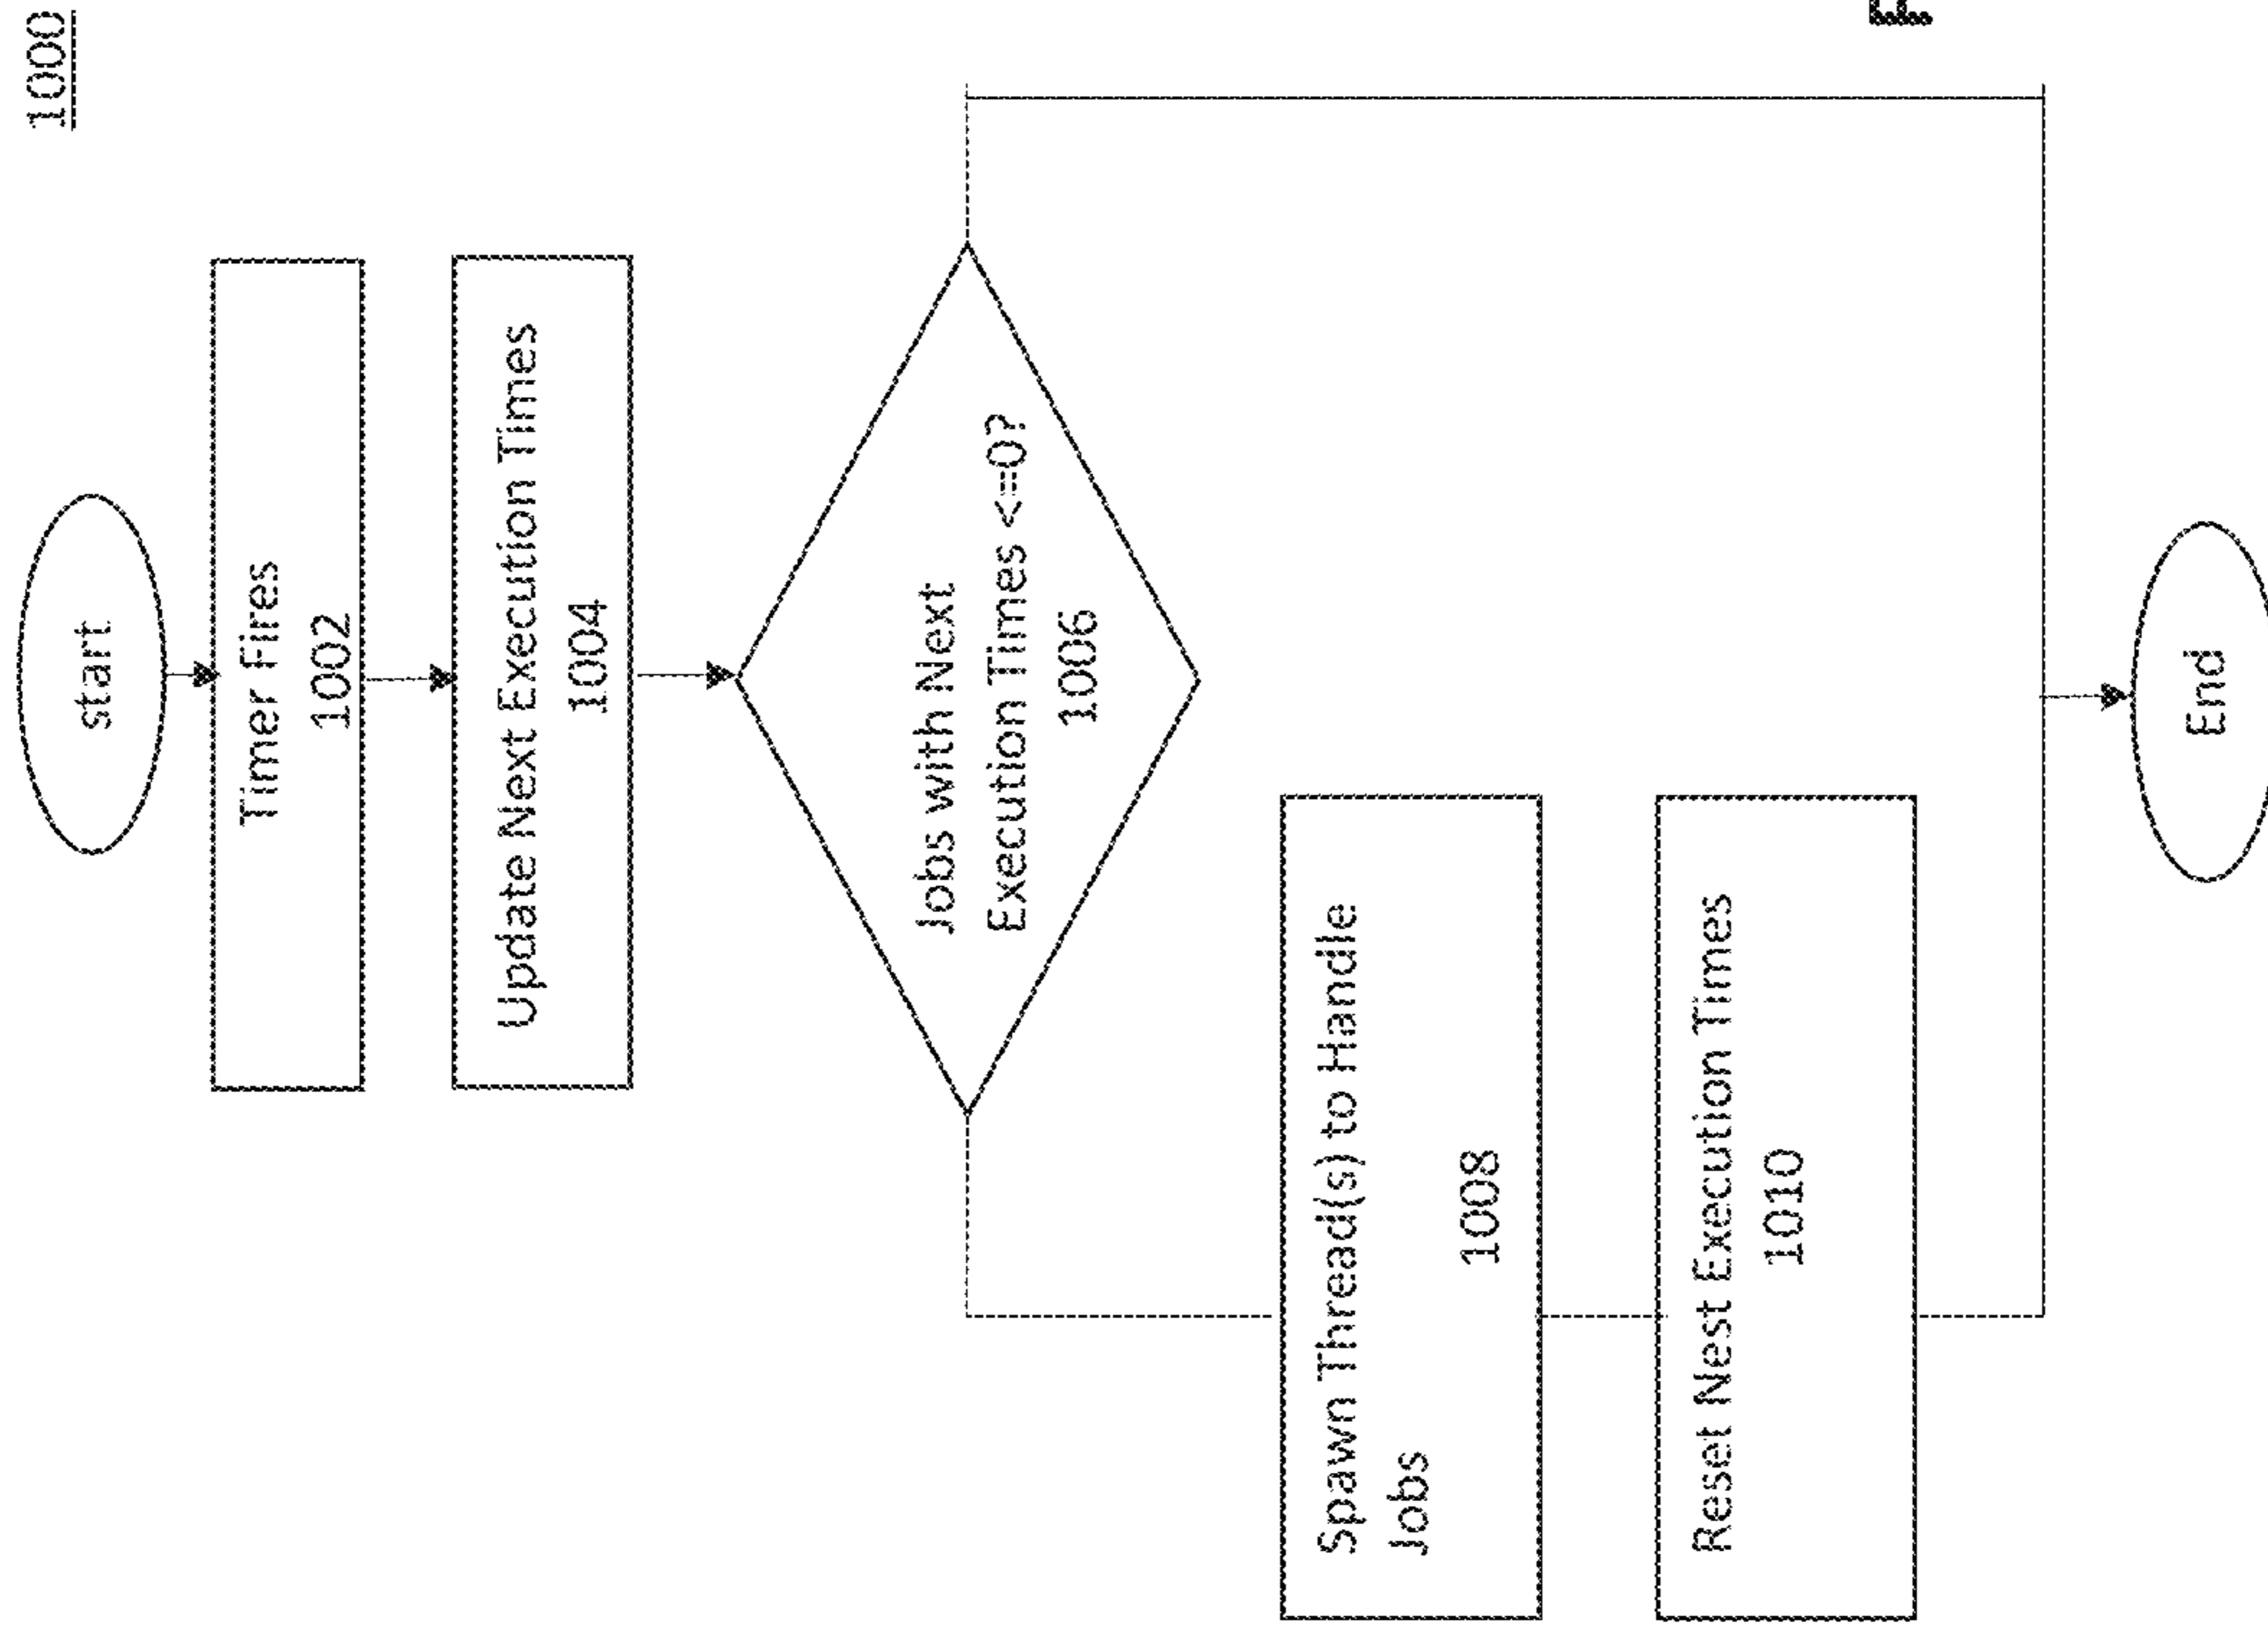 1000
start
Timer Fires
1002
Update Next Execution Times
1004
Jobs with Next
Execution Times <=0?
1006
Spawn Thread(s) to Handle
Jobs
1008
Reset Nest Execution Times
1010
End